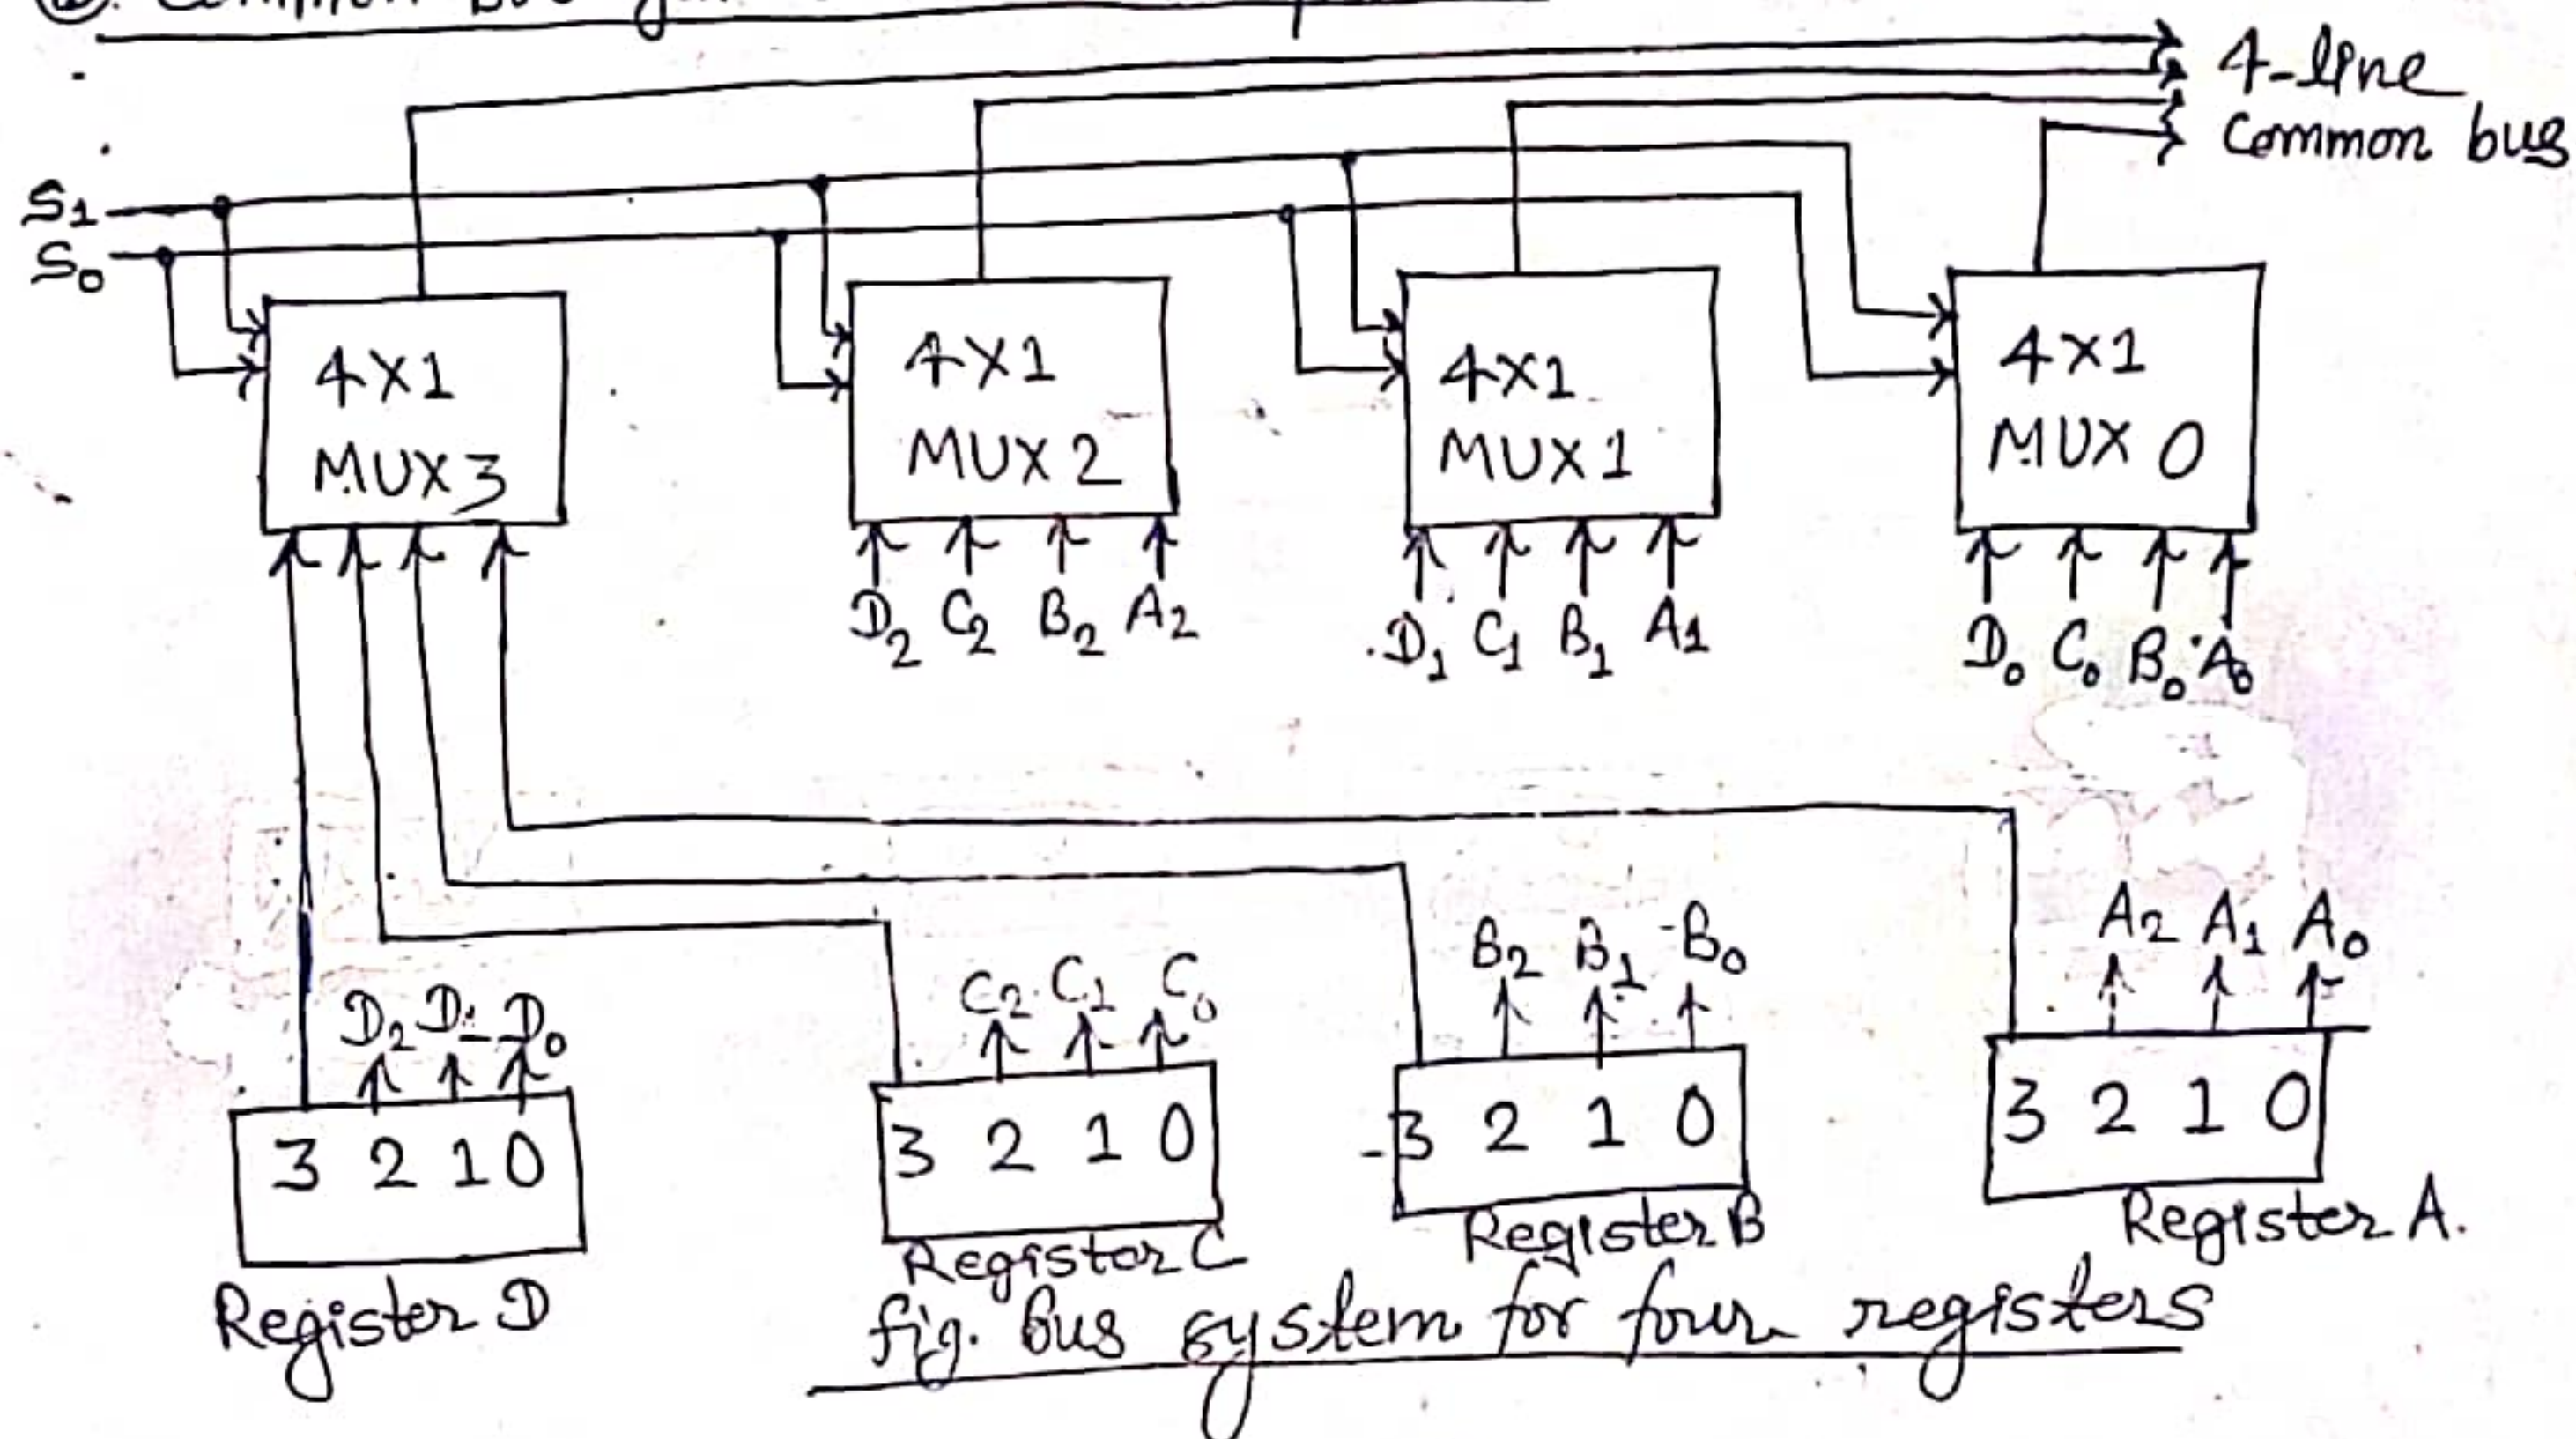 Common
4-line
Common bus
S1
S0
4X1
MUX 3
4X1
MUX 2
4X1
MUX 1
4X1
MUX 0
D2 C2 B2 A2
D1 C1 B1 A1
D0 C0 B0 A0
D2 D1 D0
C2 C1 C0
B2 B1 B0
A2 A1 A0
3 2 1 0
3 2 1 0
3 2 1 0
3 2 1 0
Register D
Register C
Register B
Register A.
fig. bus system for four registers